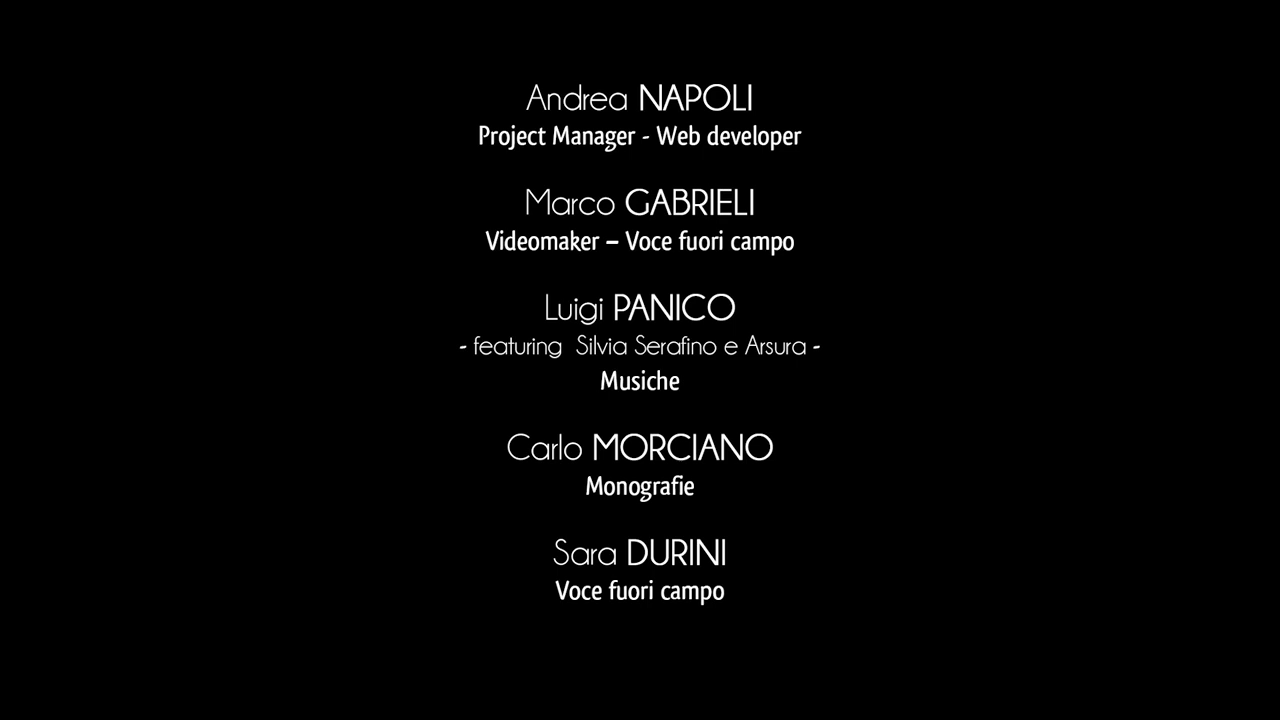 Andrea NAPOLI
Project Manager - Web developer
Marco GABRIELI
Videomaker – Voce fuori campo
Luigi PANICO
- featuring  Silvia Serafino e Arsura -
Musiche
Carlo MORCIANO
Monografie
Sara DURINI
Voce fuori campo